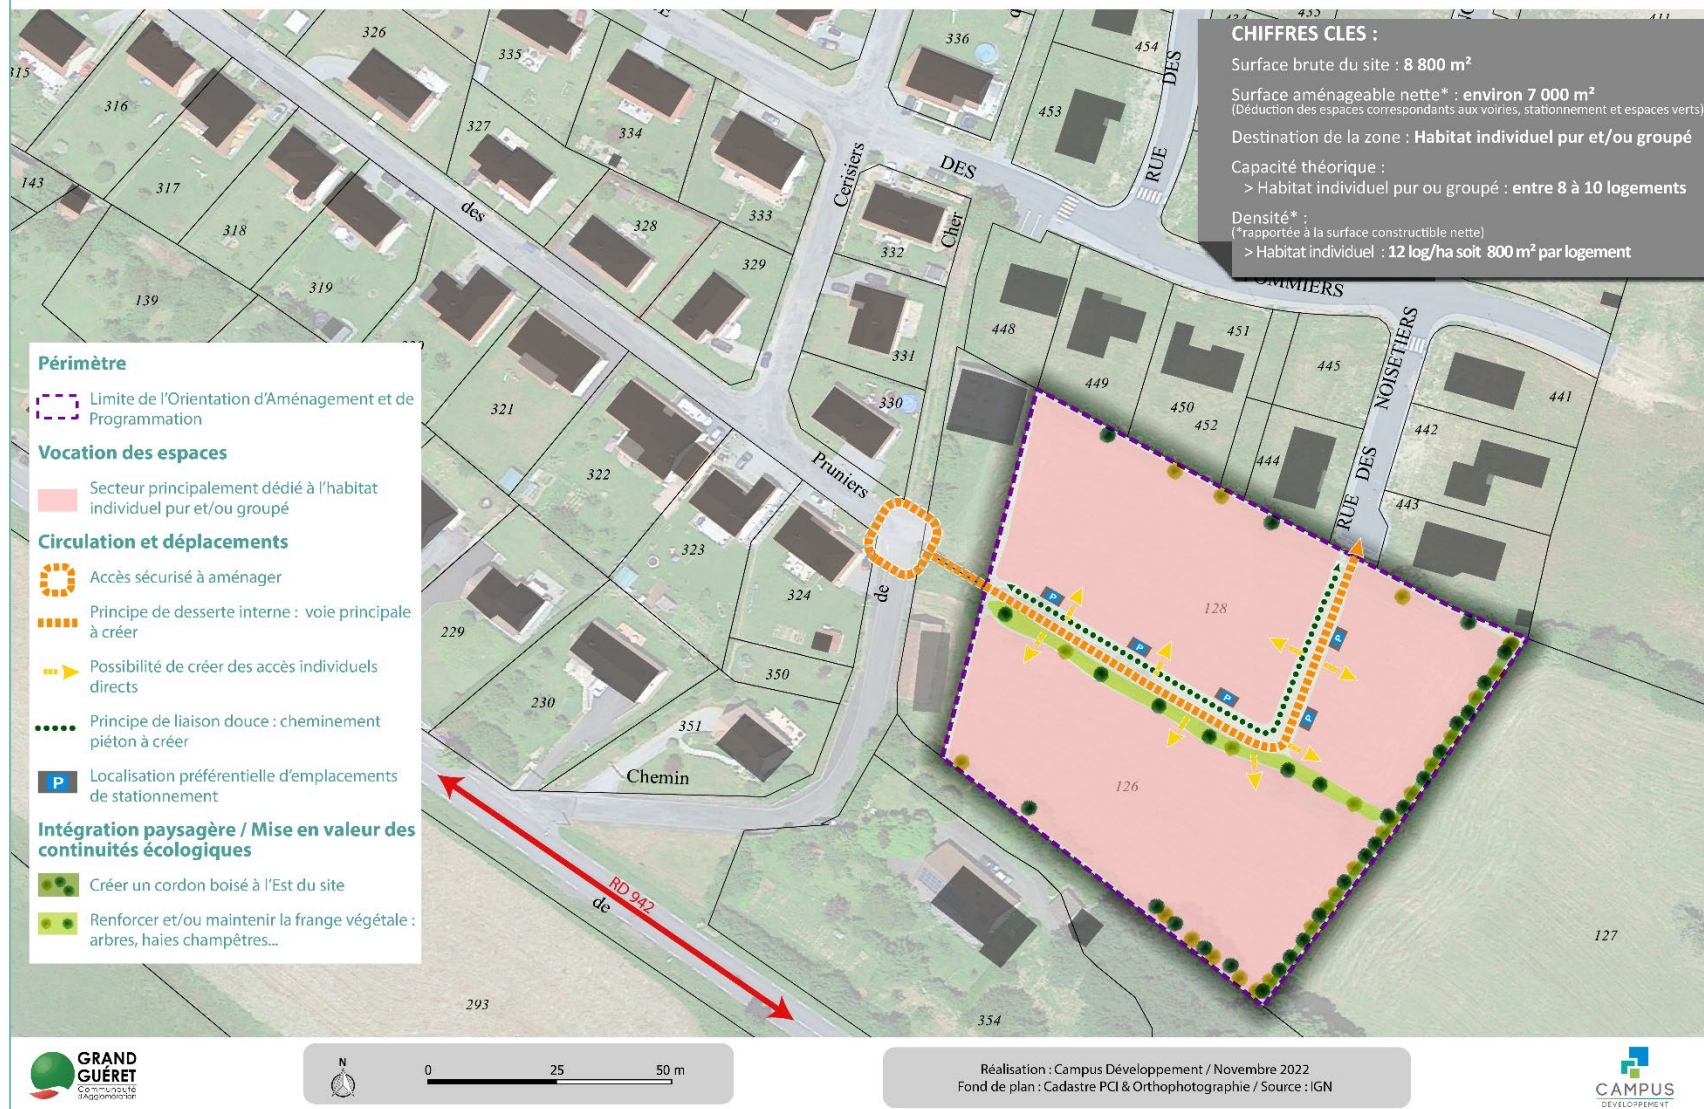 CHIFFRES CLES :
Surface brute du site : 8 800 m²
Surface aménageable nette* : environ 7 000 m²
(Déduction des espaces correspondants aux voiries, stationnement et espaces verts)
Destination de la zone : Habitat individuel pur et/ou groupé
Capacité théorique :
> Habitat individuel pur ou groupé : entre 8 à 10 logements
Densité* :
(*rapportée à la surface constructible nette)
> Habitat individuel : 12 log/ha soit 800 m² par logement
326
335
336
454
315
316
327
334
453
DES
RUE
DES
Cerisiers
143
317
des
328
333
332
Cher
318
329
139
319
POMMIERS
448
451
331
445
NOISETIERS
449
441
321
330
450
452
442
Pruniers
322
444
RUE DES
443
323
324
de
128
229
350
230
351
Chemin
126
RD 942
de
127
293
354
Périmètre
Limite de l'Orientation d'Aménagement et de
Programmation
Vocation des espaces
Secteur principalement dédié à l'habitat
individuel pur et/ou groupé
Circulation et déplacements
Accès sécurisé à aménager
Principe de desserte interne : voie principale
à créer
Possibilité de créer des accès individuels
directs
Principe de liaison douce : cheminement
piéton à créer
P
Localisation préférentielle d'emplacements
de stationnement
Intégration paysagère / Mise en valeur des
continuités écologiques
Créer un cordon boisé à l'Est du site
Renforcer et/ou maintenir la frange végétale :
arbres, haies champêtres...
P
P
P
P
P
GRAND
GUÉRET
Communauté
d'Agglomération
N
0 25 50 m
Réalisation : Campus Développement / Novembre 2022
Fond de plan : Cadastre PCI & Orthophotographie / Source : IGN
CAMPUS
DÉVELOPPEMENT